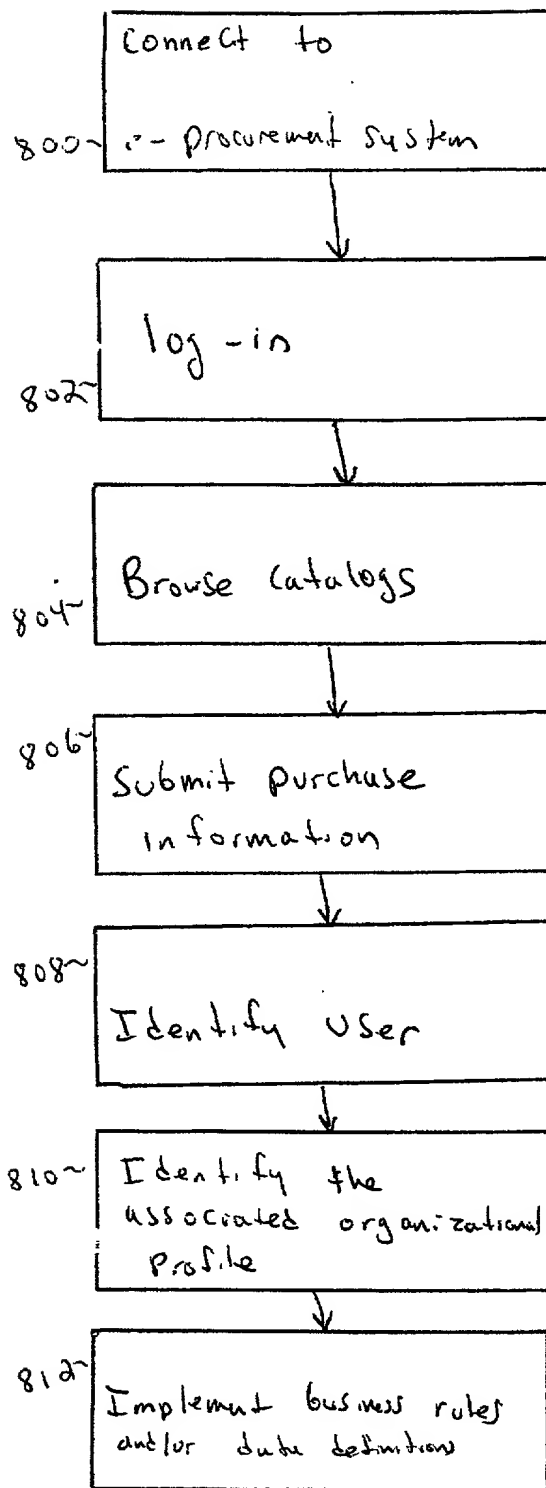 Connect to
800~ e- procurement system
log-in
802~
Browse catalogs
804~
806~
Submit purchase
information
808~
Identify user
810~ Identify the
associated organizational
profile
812~
Implement business rules
and/or data definitions